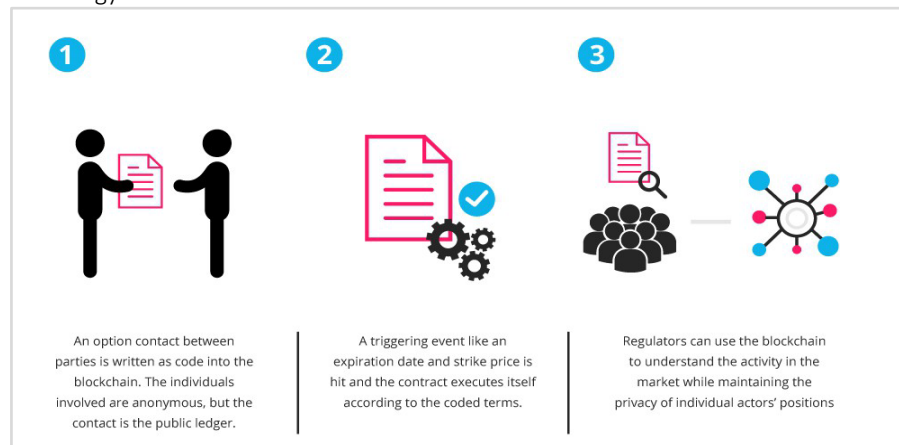 1
2
3
An option contact between
parties is written as code into the
blockchain. The individuals
involved are anonymous, but the
contact is the public ledger.
A triggering event like an
expiration date and strike price is
hit and the contract executes itself
according to the coded terms.
Regulators can use the blockchain
to understand the activity in the
market while maintaining the
privacy of individual actors' positions